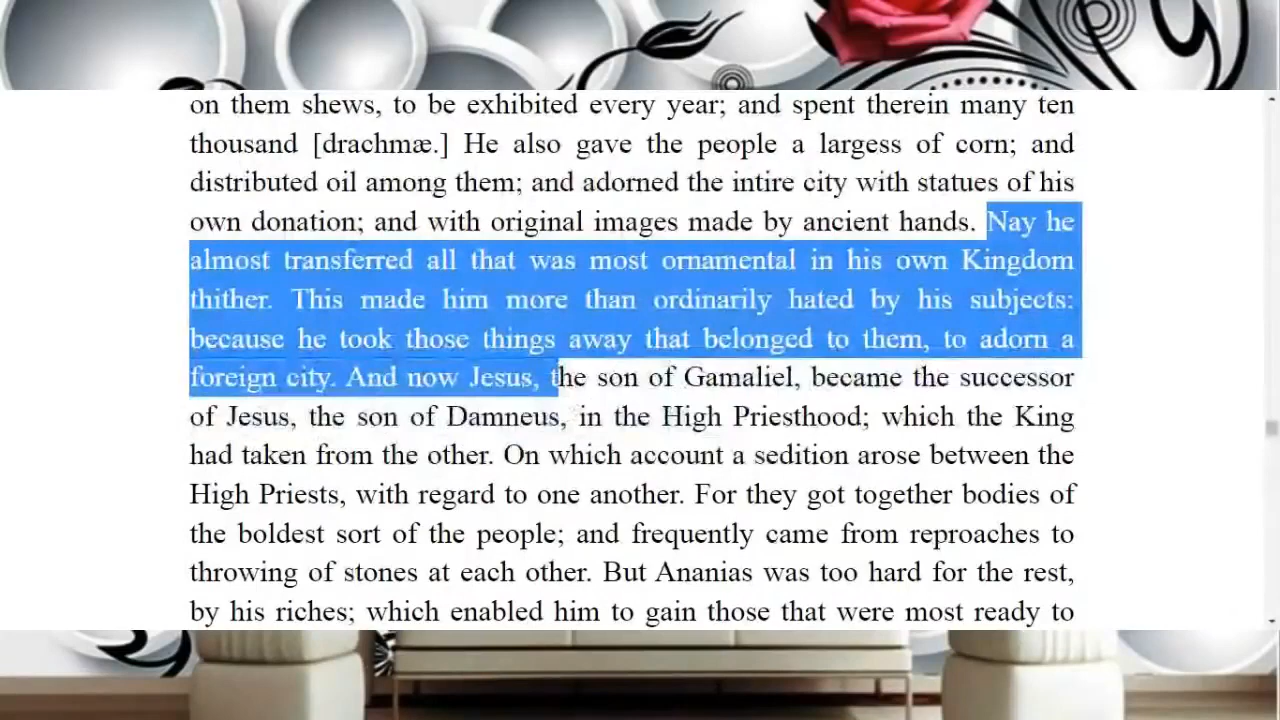 on them shews, to be exhibited every year; and spent therein many ten
thousand [drachmæ.] He also gave the people a largess of corn; and
distributed oil among them; and adorned the intire city with statues of his
own donation; and with original images made by ancient hands. Nay he
almost transferred all that was most ornamental in his own Kingdom
thither. This made him more than ordinarily hated by his subjects:
because he took those things away that belonged to them, to adorn a
foreign city. And now Jesus, the son of Gamaliel, became the successor
of Jesus, the son of Damneus, in the High Priesthood; which the King
had taken from the other. On which account a sedition arose between the
High Priests, with regard to one another. For they got together bodies of
the boldest sort of the people; and frequently came from reproaches to
throwing of stones at each other. But Ananias was too hard for the rest,
by his riches; which enabled him to gain those that were most ready to